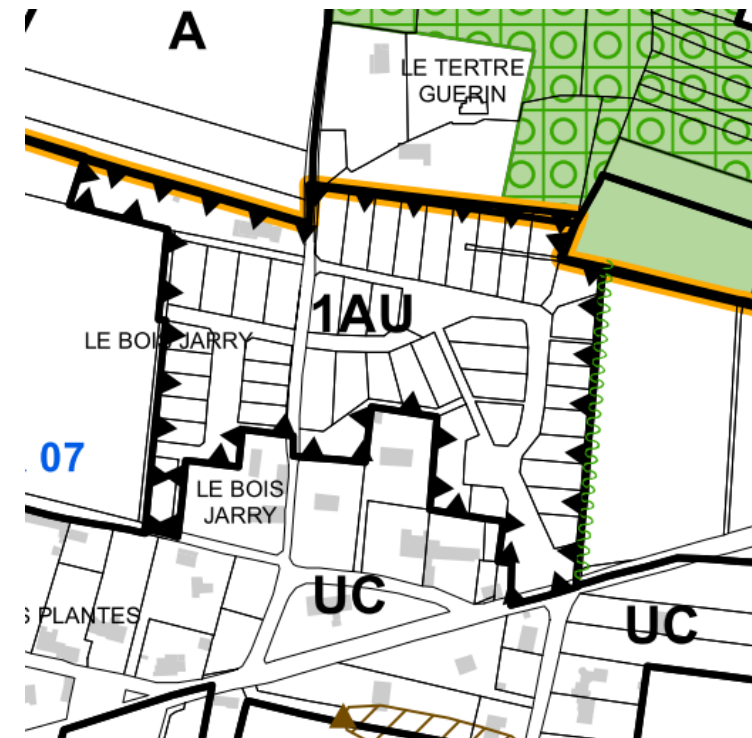 A
LE TERTRE
GUERIN
1AU
LE BOIS JARRY
07
LE BOIS
JARRY
UC
S PLANTES
UC